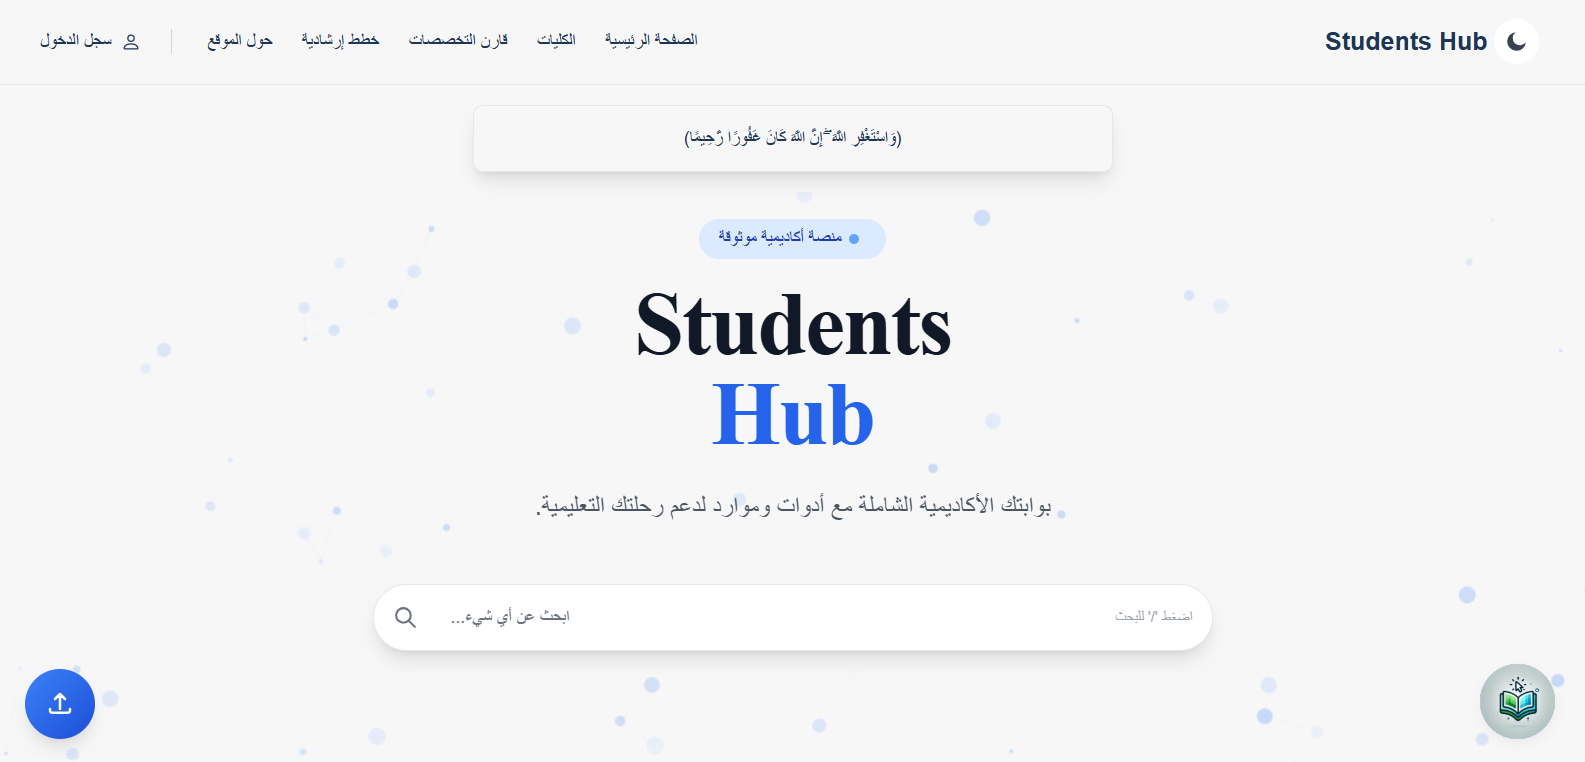 Students Hub
الصفحة الرئيسية
الكليات
قارن التخصصات
خطط إرشادية
حول الموقع
سجل الدخول
(وَاسْتَغْفِرِ اللَّهَ ۖ إِنَّ اللَّهَ كَانَ غَفُورًا رَّحِيمًا)
منصة أكاديمية موثوقة
Students
Hub
بوابتك الأكاديمية الشاملة مع أدوات وموارد لدعم رحلتك التعليمية.
ابحث عن أي شيء...
اضغط '/' للبحث